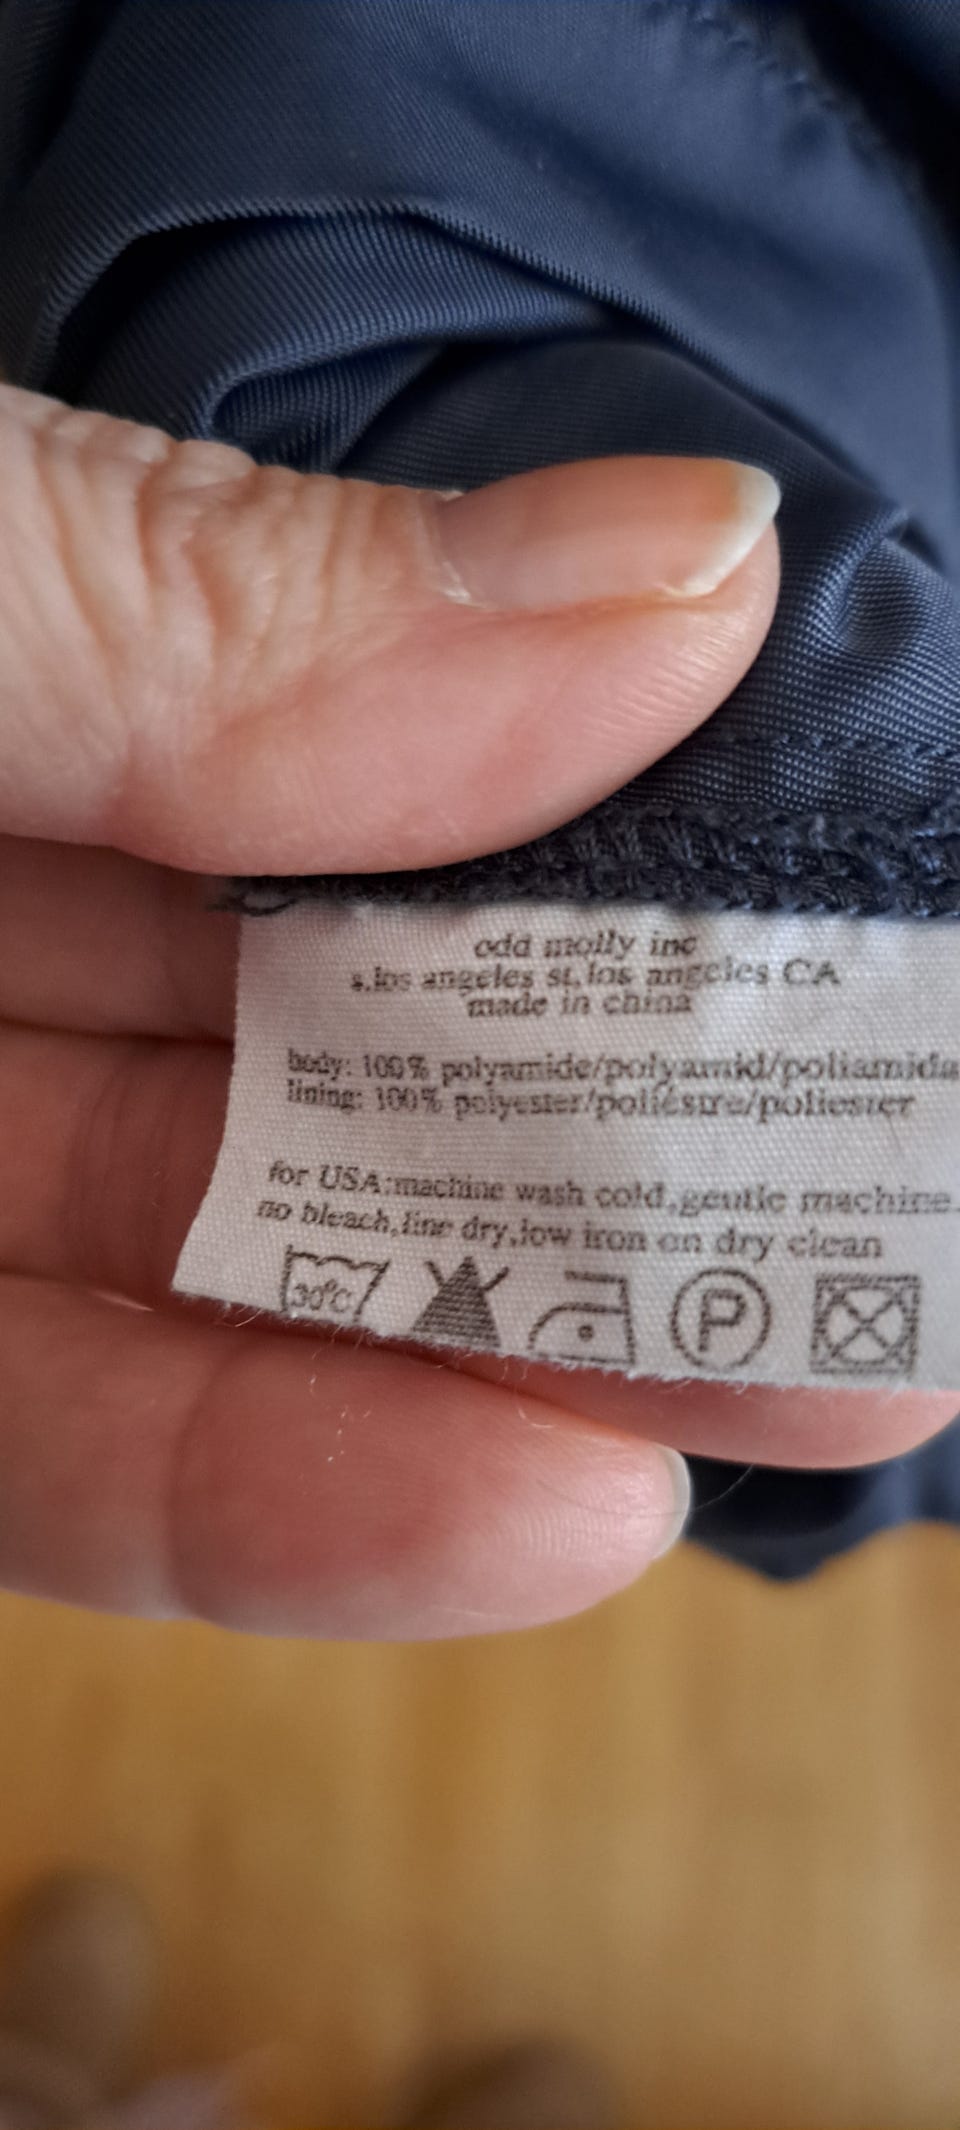 odd molly inc
s.los angeles st, los angeles CA
made in china
body: 100% polyamide/polyamid/poliamida
lining: 100% polyester/poliéstre/poliester
for USA:machine wash cold,gentle machine.
no bleach,line dry,low iron on dry clean
30°C
P